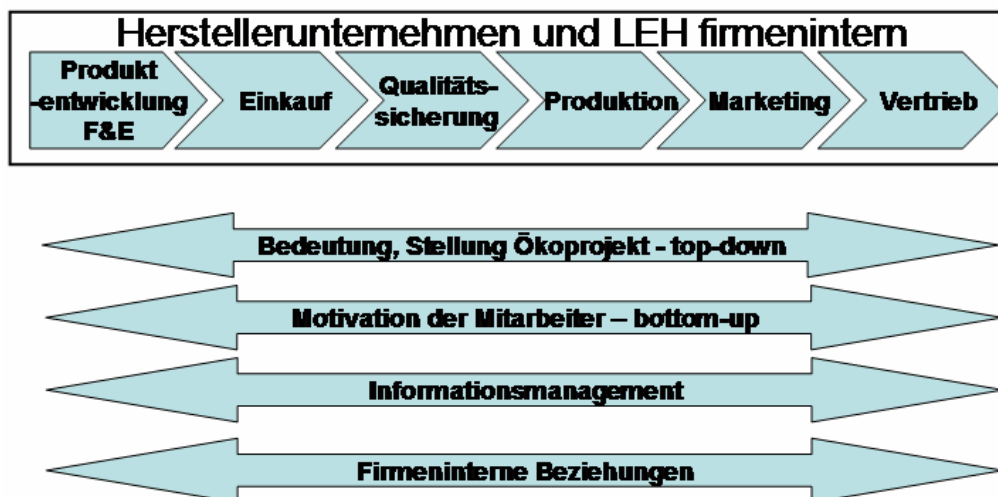 Herstellerunternehmen und LEH firmenintern
Produkt
-entwicklung
F&E
Einkauf
Qualitäts-
sicherung
Produktion
Marketing
Vertrieb
Bedeutung, Stellung Ökoprojekt - top-down
Motivation der Mitarbeiter – bottom-up
Informationsmanagement
Firmeninterne Beziehungen